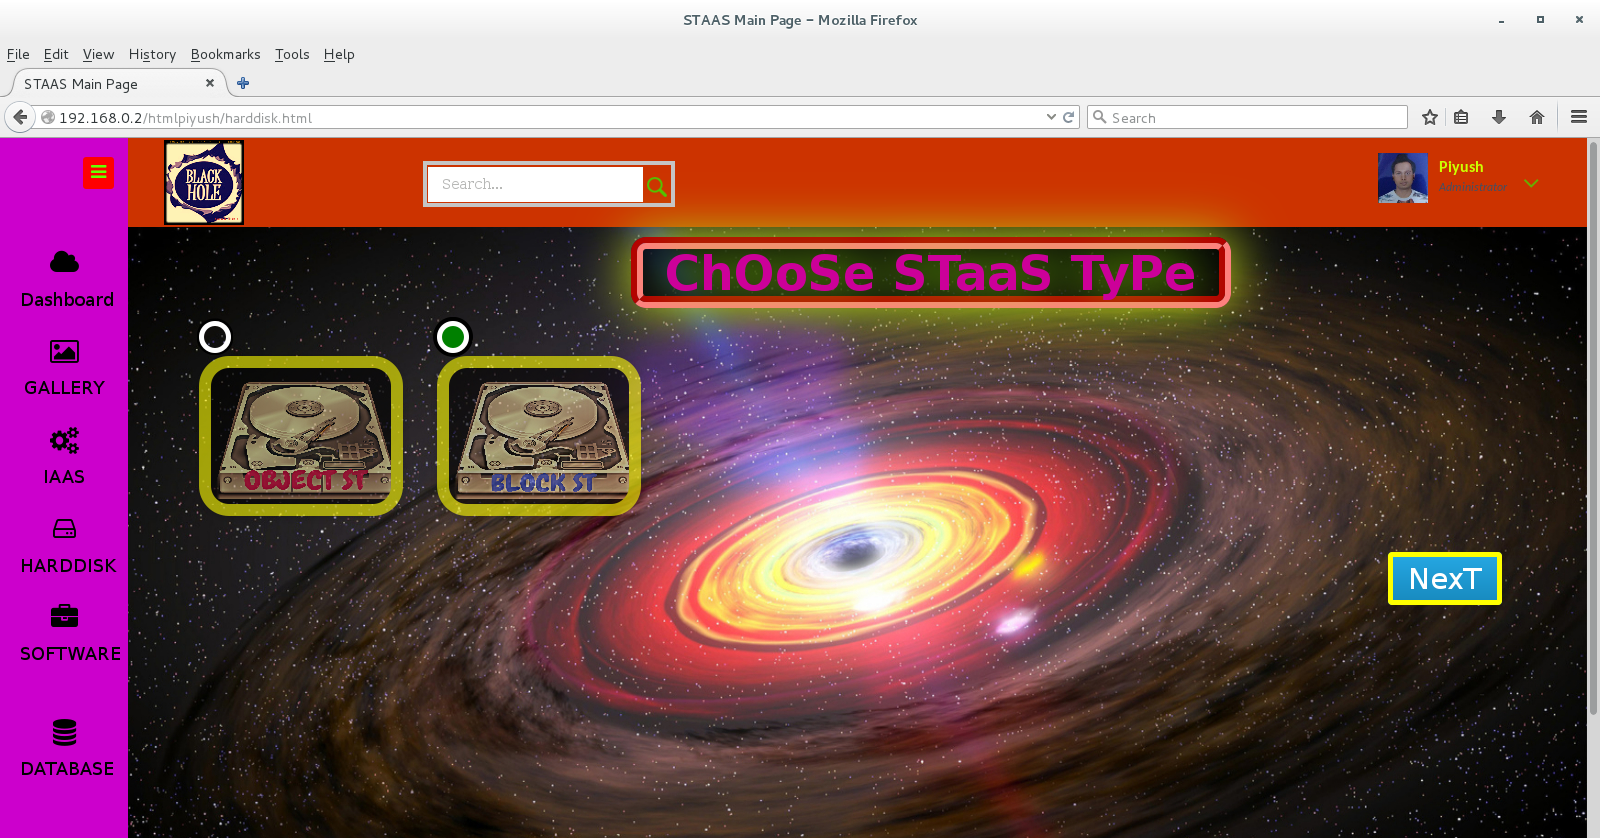 STAAS Main Page – Mozilla Firefox
File Edit View History Bookmarks Tools Help
STAAS Main Page
192.168.0.2/htmlpiyush/harddisk.html
Search
BLACK
HOLE
Search...
Piyush
Administrator
ChOoSe STaaS TyPe
Dashboard
GALLERY
IAAS
HARDDISK
SOFTWARE
DATABASE
OBJECT ST
BLOCK ST
NexT